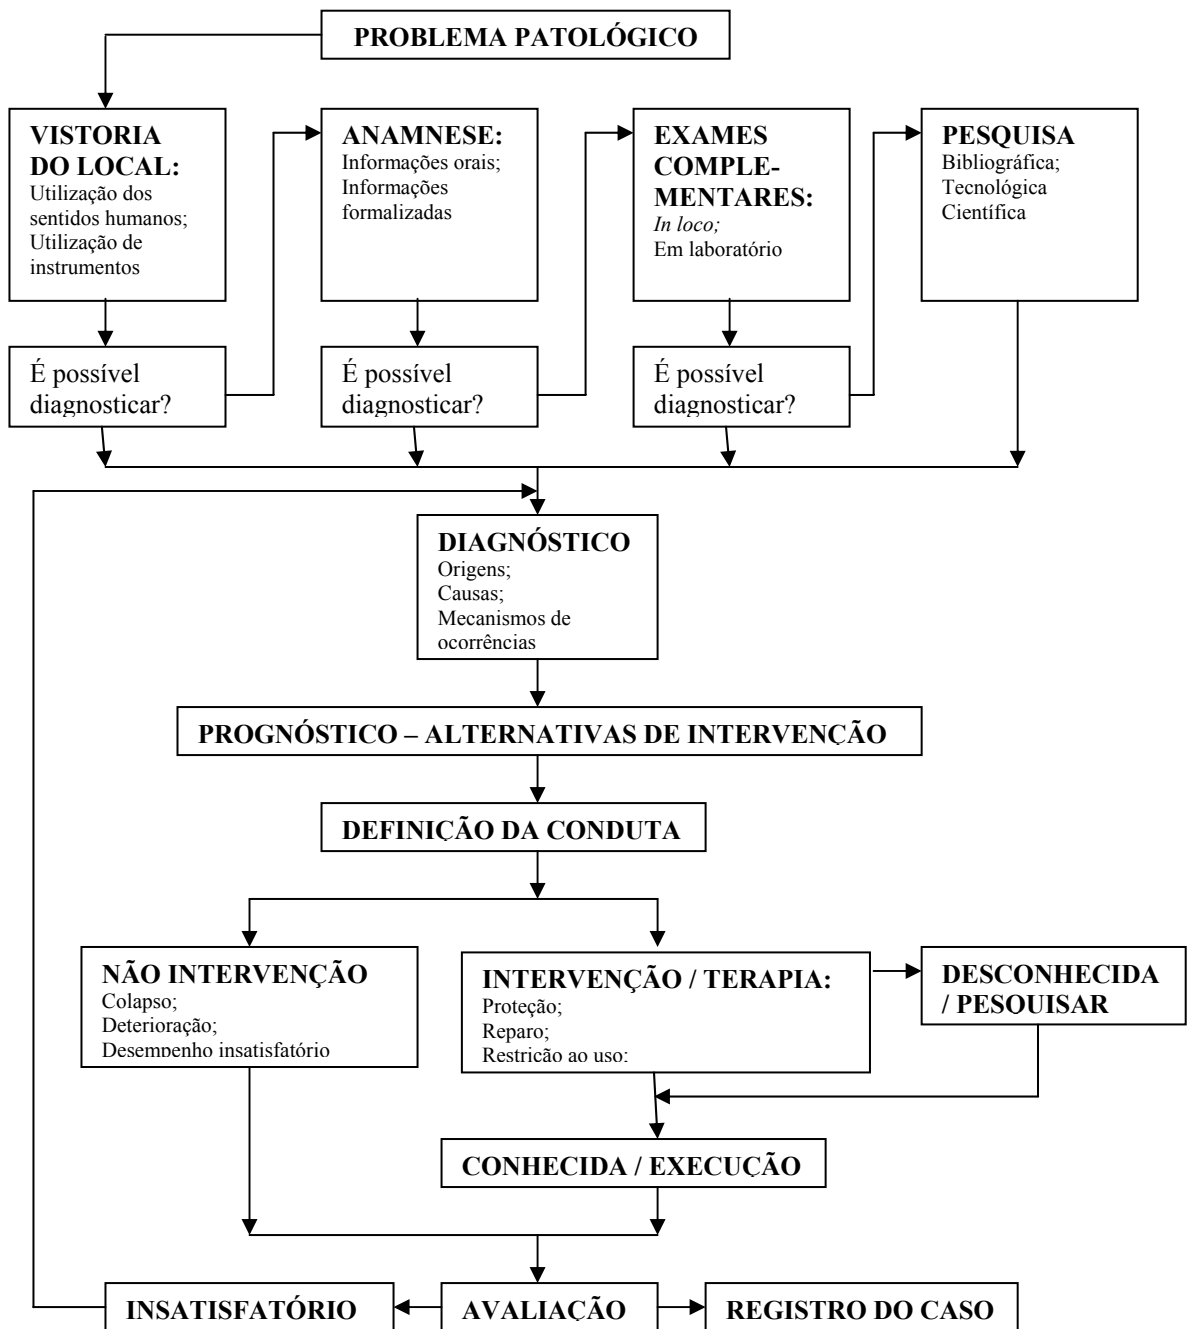 PROBLEMA PATOLÓGICO
VISTORIA
DO LOCAL:
Utilização dos
sentidos humanos;
Utilização de
instrumentos
ANAMNESE:
Informações orais;
Informações
formalizadas
EXAMES
COMPLE-
MENTARES:
In loco;
Em laboratório
PESQUISA
Bibliográfica;
Tecnológica
Científica
É possível
diagnosticar?
É possível
diagnosticar?
É possível
diagnosticar?
DIAGNÓSTICO
Origens;
Causas;
Mecanismos de
ocorrências
PROGNÓSTICO – ALTERNATIVAS DE INTERVENÇÃO
DEFINIÇÃO DA CONDUTA
NÃO INTERVENÇÃO
Colapso;
Deterioração;
Desempenho insatisfatório
INTERVENÇÃO / TERAPIA:
Proteção;
Reparo;
Restrição ao uso;
DESCONHECIDA
/ PESQUISAR
CONHECIDA / EXECUÇÃO
INSATISFATÓRIO
AVALIAÇÃO
REGISTRO DO CASO